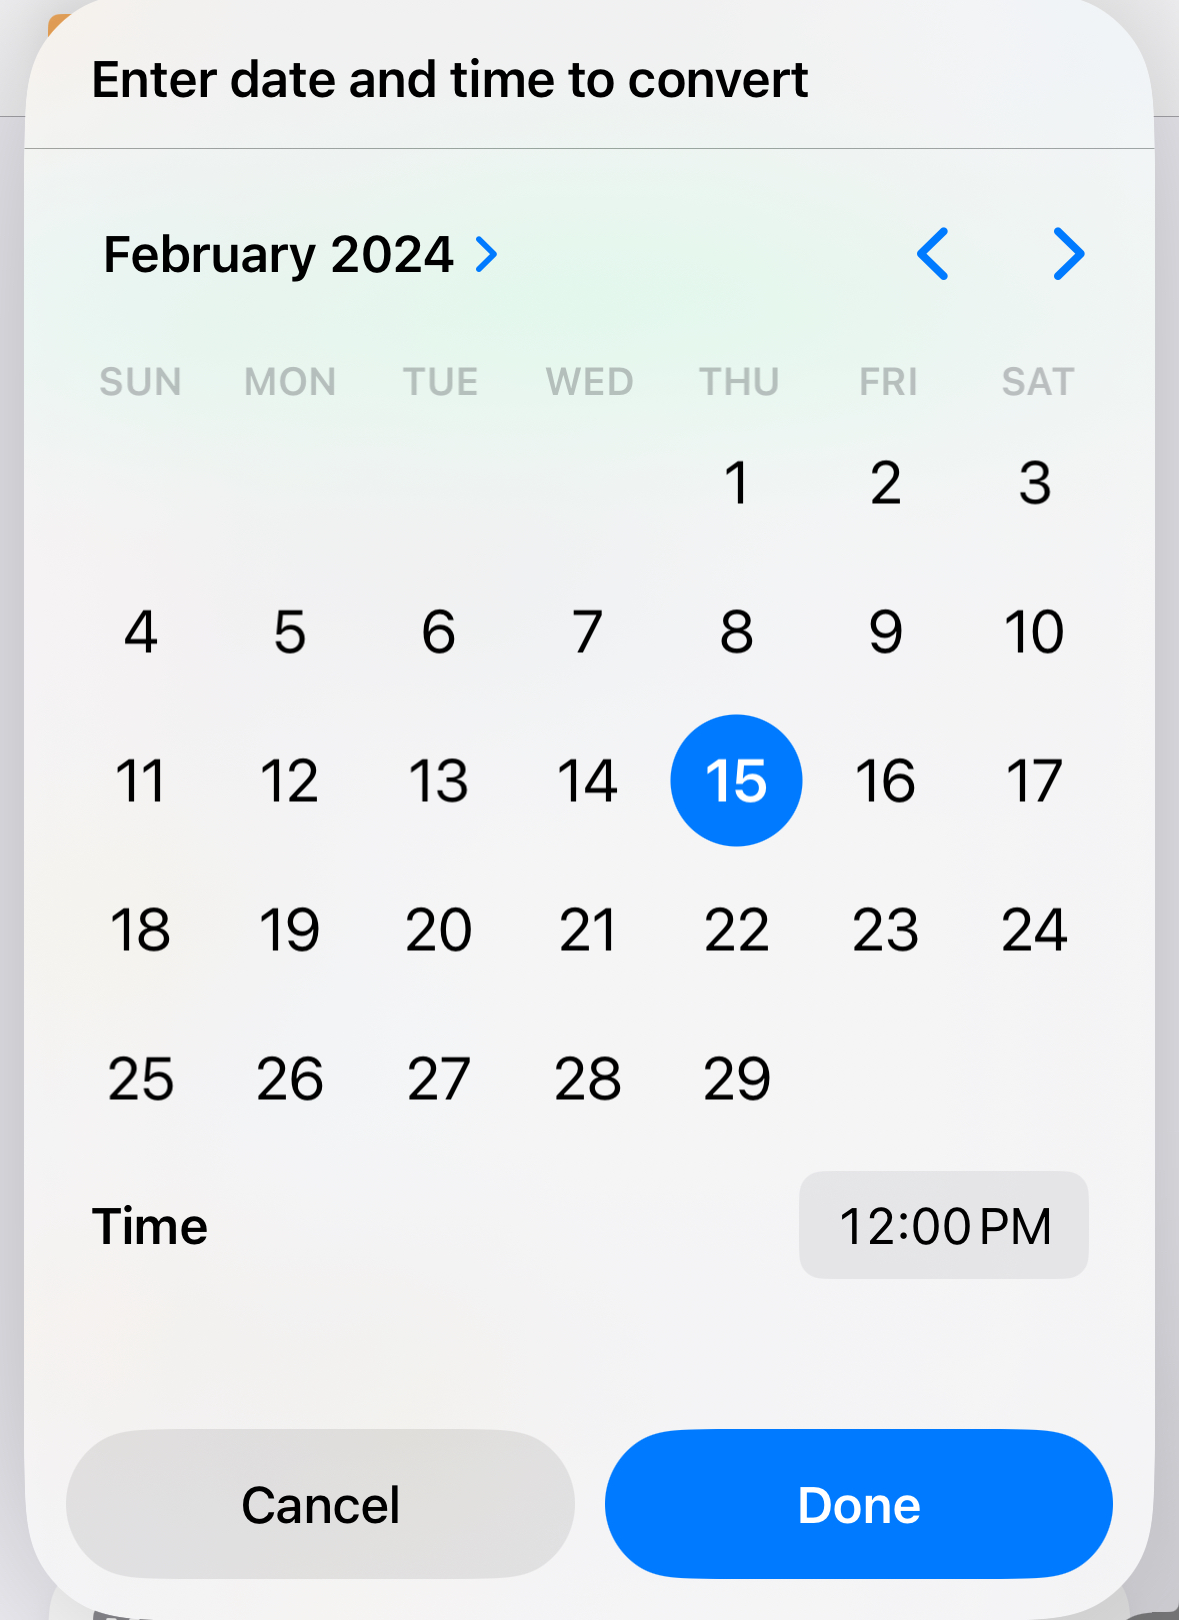 Enter date and time to convert
February 2024
SUN MON TUE WED THU FRI SAT
1 2 3
4 5 6 7 8 9 10
11 12 13 14 15 16 17
18 19 20 21 22 23 24
25 26 27 28 29
Time 12:00 PM
Cancel Done